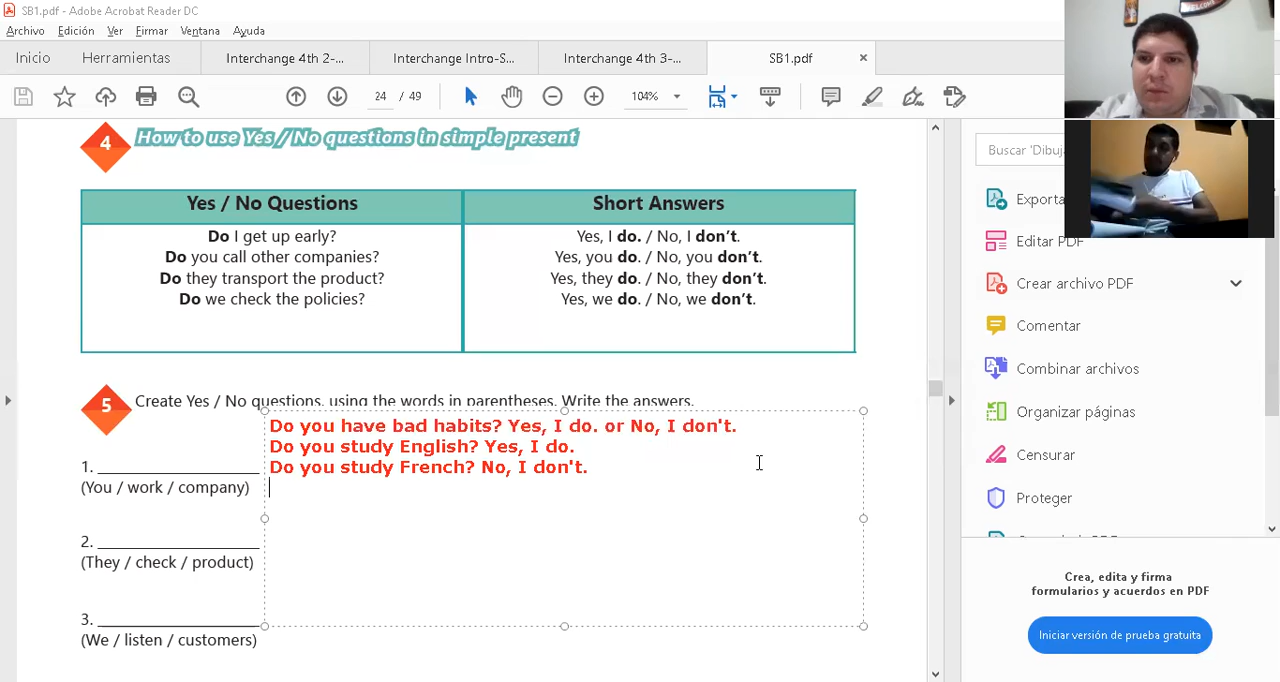 SB1.pdf - Adobe Acrobat Reader DC
Archivo Edición Ver Firmar Ventana Ayuda
Inicio Herramientas Interchange 4th 2-... Interchange Intro-S... Interchange 4th 3-... SB1.pdf
24 / 49 104%
4 How to use Yes / No questions in simple present
Yes / No Questions Short Answers
Do I get up early? Yes, I do. / No, I don't.
Do you call other companies? Yes, you do. / No, you don't.
Do they transport the product? Yes, they do. / No, they don't.
Do we check the policies? Yes, we do. / No, we don't.
5 Create Yes / No questions, using the words in parentheses. Write the answers.
Do you have bad habits? Yes, I do. or No, I don't.
Do you study English? Yes, I do.
Do you study French? No, I don't.
1.
(You / work / company)
2.
(They / check / product)
3.
(We / listen / customers)
Buscar 'Dibuj
Exporta
Editar PDF
Crear archivo PDF
Comentar
Combinar archivos
Organizar páginas
Censurar
Proteger
Crea, edita y firma
formularios y acuerdos en PDF
Iniciar versión de prueba gratuita